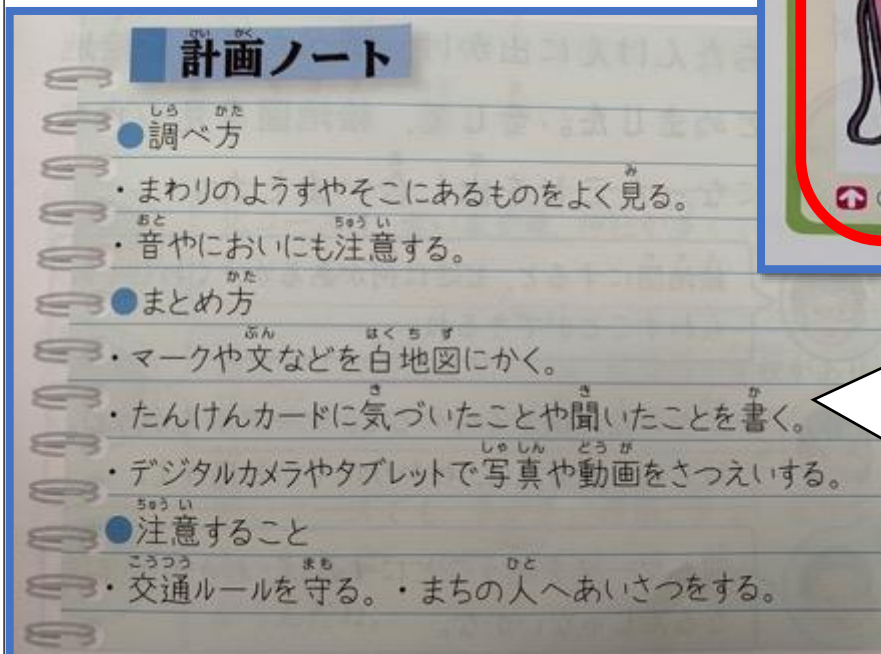 計画ノート
●調べ方
・まわりのようすやそこにあるものをよく見る。
・音やにおいにも注意する。
●まとめ方
・マークや文などを白地図にかく。
・たんけんカードに気づいたことや聞いたことを書く。
・デジタルカメラやタブレットで写真や動画をさつえいする。
●注意すること
・交通ルールを守る。・まちの人へあいさつをする。